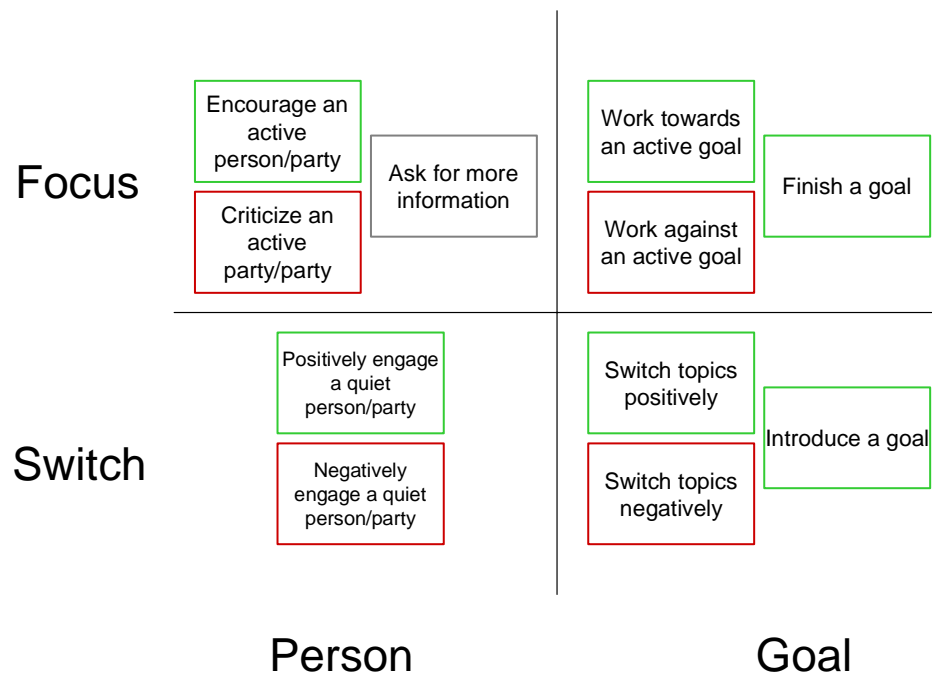 Focus
Encourage an
active
person/party
Criticize an
active
party/party
Ask for more
information
Work towards
an active goal
Work against
an active goal
Finish a goal
Switch
Positively engage
a quiet
person/party
Negatively
engage a quiet
person/party
Switch topics
positively
Switch topics
negatively
Introduce a goal
Person
Goal